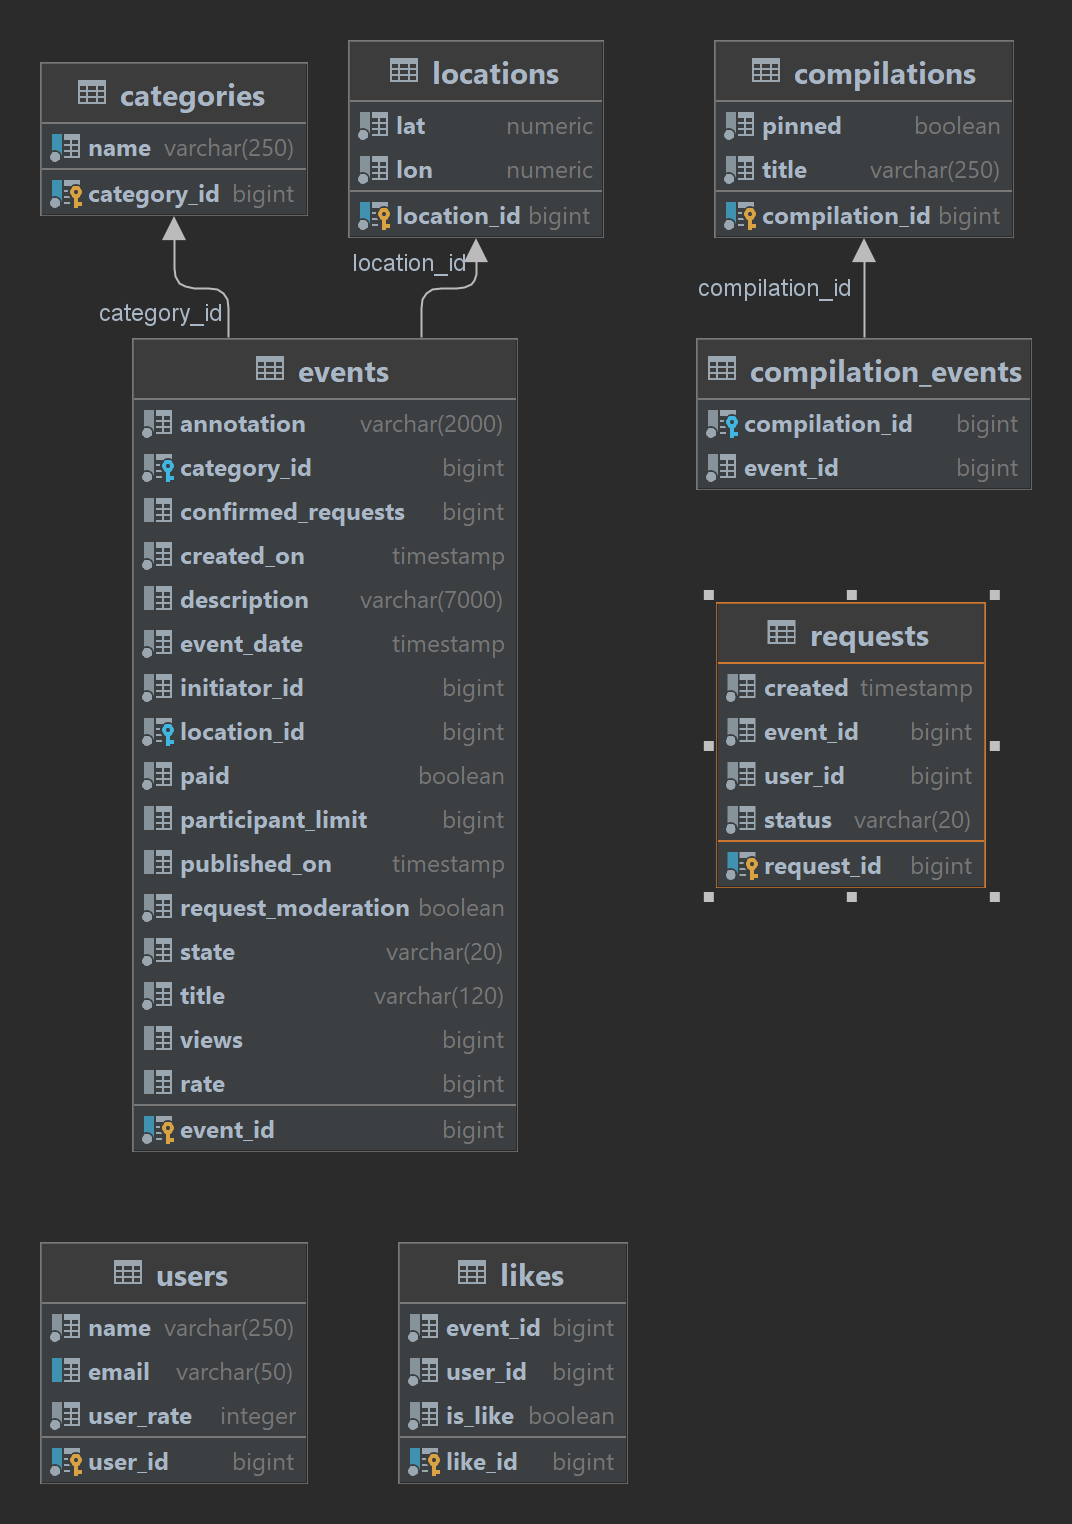 categories
name varchar(250)
category_id bigint
locations
lat numeric
lon numeric
location_id bigint
compilations
pinned boolean
title varchar(250)
compilation_id bigint
category_id
location_id
compilation_id
events
annotation varchar(2000)
category_id bigint
confirmed_requests bigint
created_on timestamp
description varchar(7000)
event_date timestamp
initiator_id bigint
location_id bigint
paid boolean
participant_limit bigint
published_on timestamp
request_moderation boolean
state varchar(20)
title varchar(120)
views bigint
rate bigint
event_id bigint
compilation_events
compilation_id bigint
event_id bigint
requests
created timestamp
event_id bigint
user_id bigint
status varchar(20)
request_id bigint
users
name varchar(250)
email varchar(50)
user_rate integer
user_id bigint
likes
event_id bigint
user_id bigint
is_like boolean
like_id bigint